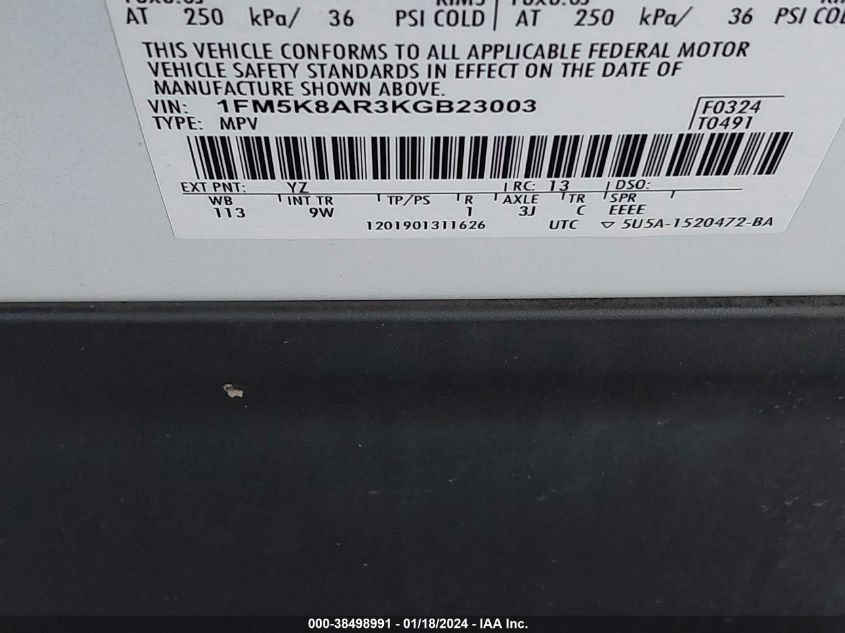 AT 250 kPa/ 36 PSI COLD AT 250 kPa/ 36 PSI
THIS VEHICLE CONFORMS TO ALL APPLICABLE FEDERAL MOTOR
VEHICLE SAFETY STANDARDS IN EFFECT ON THE DATE OF
MANUFACTURE SHOWN ABOVE.
VIN: 1FM5K8AR3KGB23003 F0324
TYPE: MPV T0491
EXT PNT: YZ RC: 13 DSO:
WB INT TR TP/PS R AXLE TR SPR
113 9W 1 3J C EEEE
1201901311626 UTC ▽ 5U5A-1520472-BA
000-38498991 - 01/18/2024 - IAA Inc.